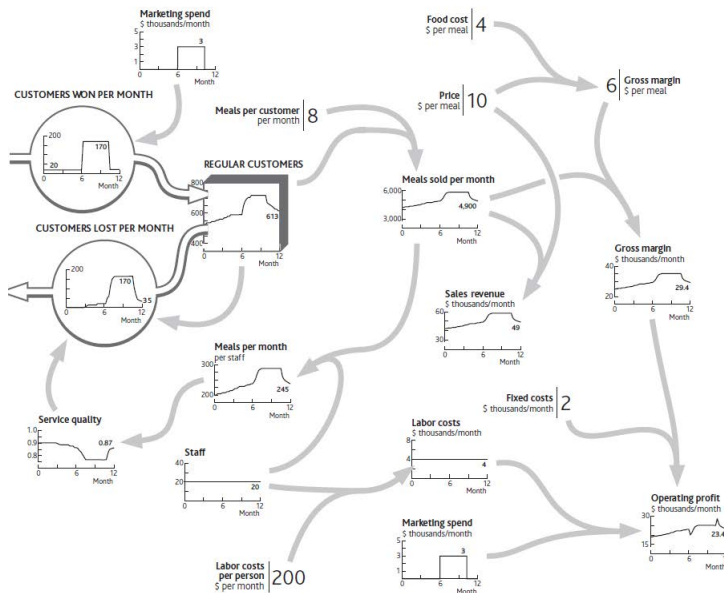 Marketing spend
$ thousands/month
5
3
1
3
0 6 12
Month
Food cost
$ per meal
4
CUSTOMERS WON PER MONTH
200
20
170
0 6 12
Month
Meals per customer
per month
8
Price
$ per meal
10
6
Gross margin
$ per meal
REGULAR CUSTOMERS
800
600
400
613
0 6 12
Month
Meals sold per month
6,000
3,000
4,900
0 6 12
Month
CUSTOMERS LOST PER MONTH
200
170
35
0 6 12
Month
Gross margin
$ thousands/month
40
20
29.4
0 6 12
Month
Sales revenue
$ thousands/month
60
30
49
0 6 12
Month
Meals per month
per staff
300
200
245
0 6 12
Month
Fixed costs
$ thousands/month
2
Service quality
1.0
0.9
0.8
0.87
0 6 12
Month
Labor costs
$ thousands/month
8
4
4
0 6 12
Month
Staff
40
20
20
0 6 12
Month
Operating profit
$ thousands/month
30
15
23.4
0 6 12
Month
Marketing spend
$ thousands/month
5
3
1
3
0 6 12
Month
Labor costs
per person
$ per month
200